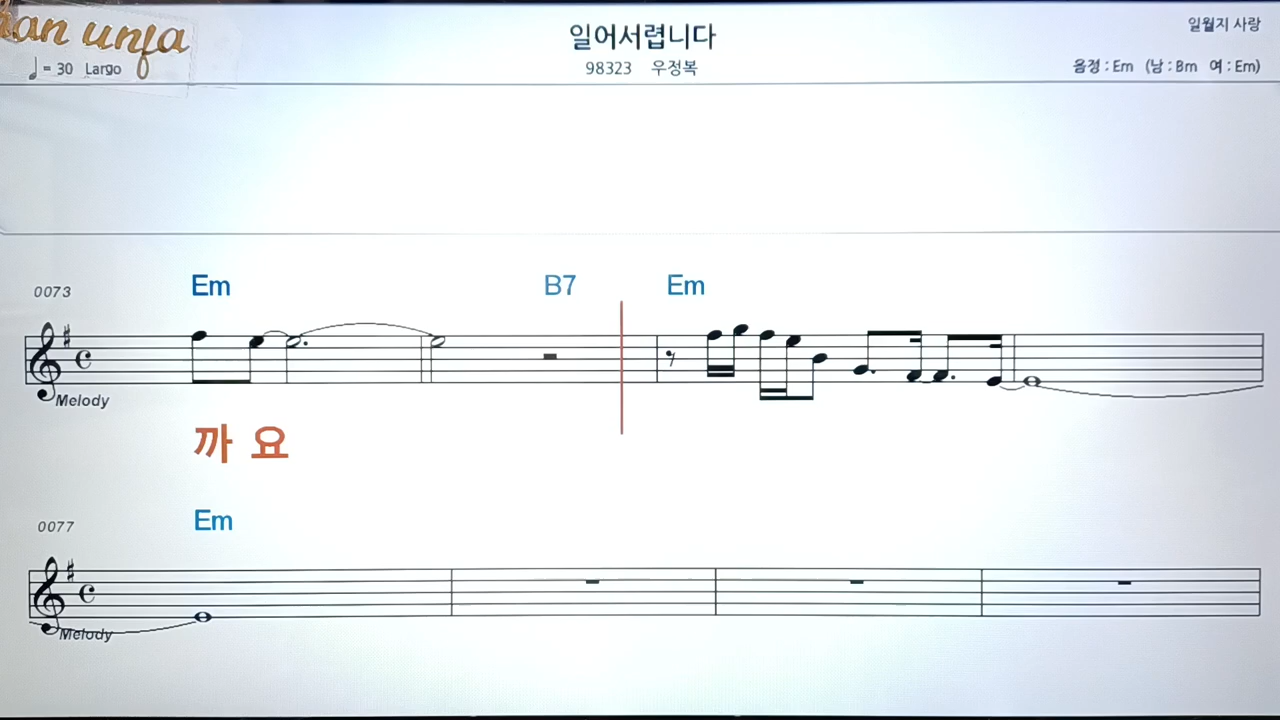 일어서렵니다
일월지 사랑
♩= 30 Largo
98323 우정복
음정 : Em (남 : Bm 여 : Em)
Em B7 Em
0073
Melody
까 요
Em
0077
Melody